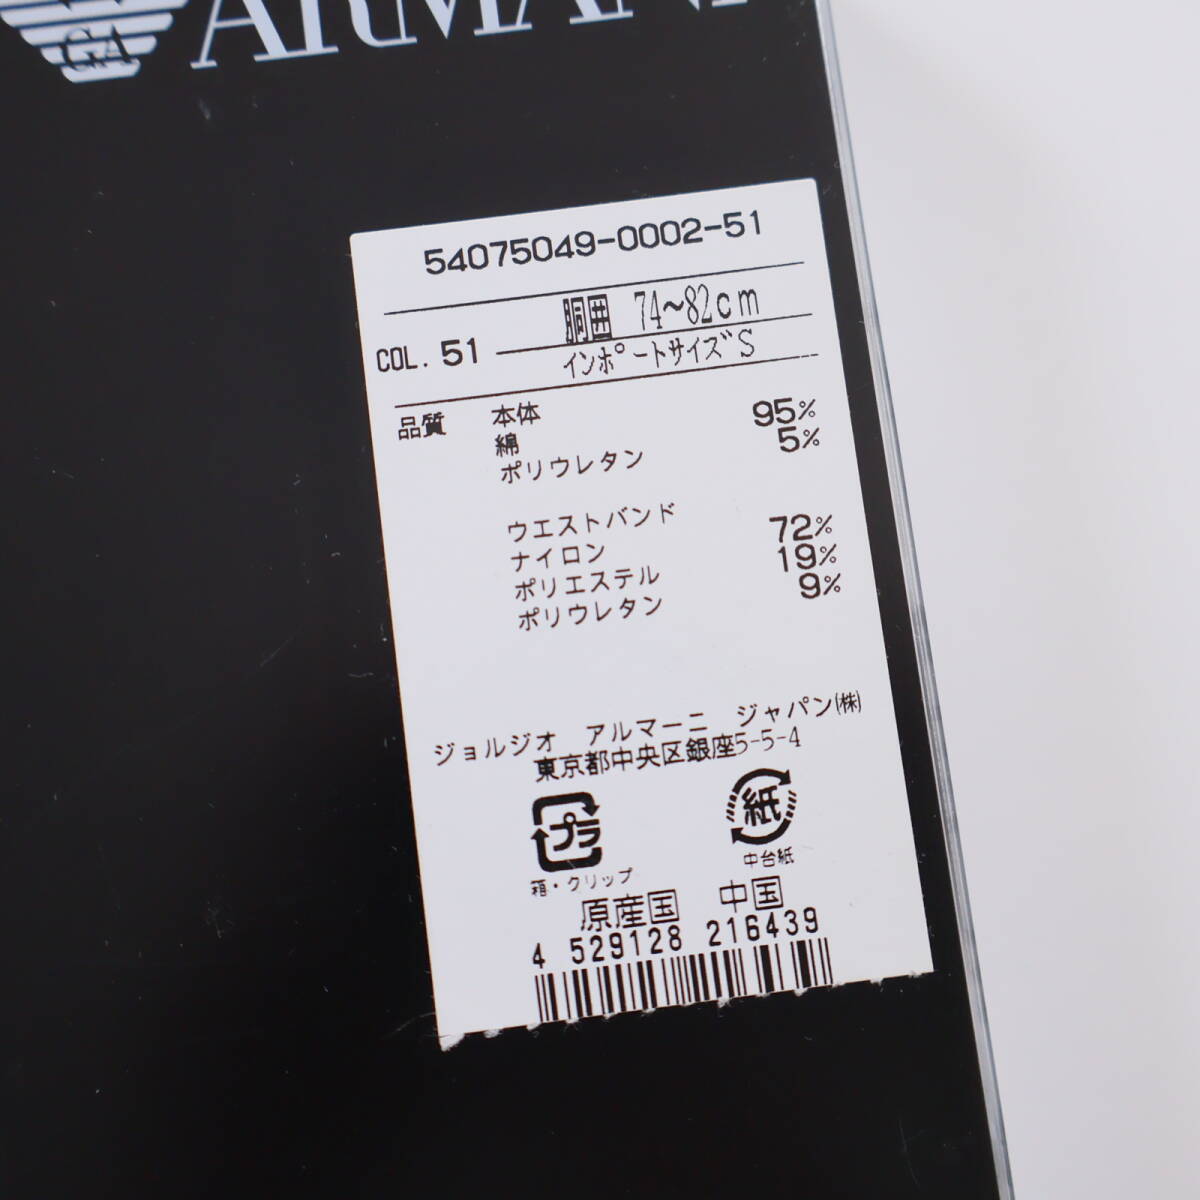 GA ARMANI
54075049-0002-51
胴囲 74~82cm
COL. 51
インポートサイズ S
品質 本体
綿 95%
ポリウレタン 5%
ウエストバンド
ナイロン 72%
ポリエステル 19%
ポリウレタン 9%
ジョルジオ アルマーニ ジャパン(株)
東京都中央区銀座5-5-4
プラ 紙
箱・クリップ 中台紙
原産国 中国
4 529128 216439